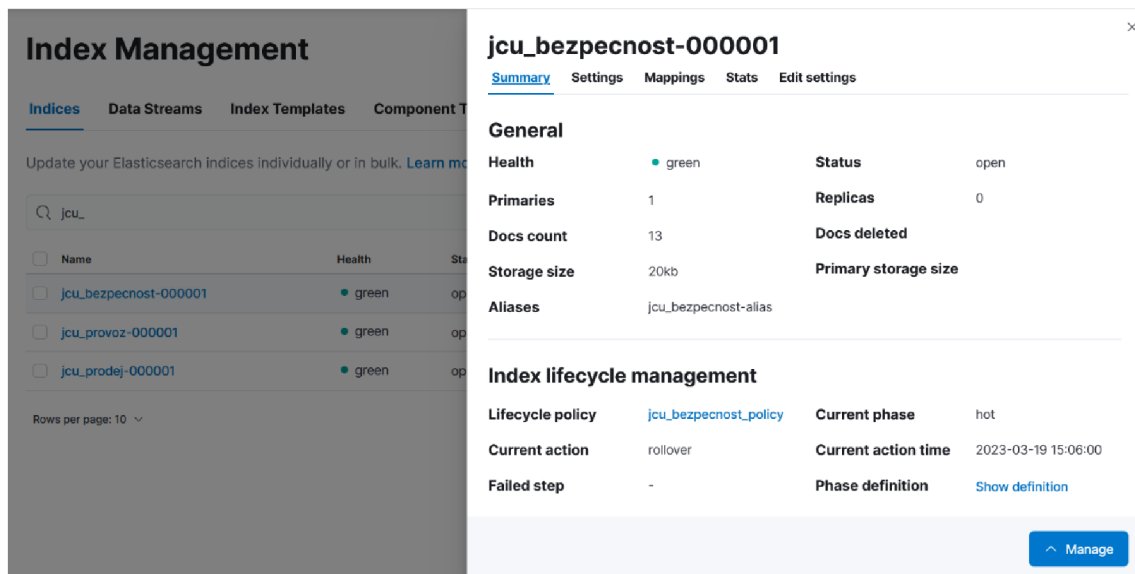 Index Management
Indices Data Streams Index Templates Component T
Update your Elasticsearch indices individually or in bulk. Learn mo
jcu_
Name Health Sta
jcu_bezpecnost-000001 green op
jcu_provoz-000001 green op
jcu_prodej-000001 green op
Rows per page: 10
jcu_bezpecnost-000001
Summary Settings Mappings Stats Edit settings
General
Health green Status open
Primaries 1 Replicas 0
Docs count 13 Docs deleted
Storage size 20kb Primary storage size
Aliases jcu_bezpecnost-alias
Index lifecycle management
Lifecycle policy jcu_bezpecnost_policy Current phase hot
Current action rollover Current action time 2023-03-19 15:06:00
Failed step - Phase definition Show definition
Manage